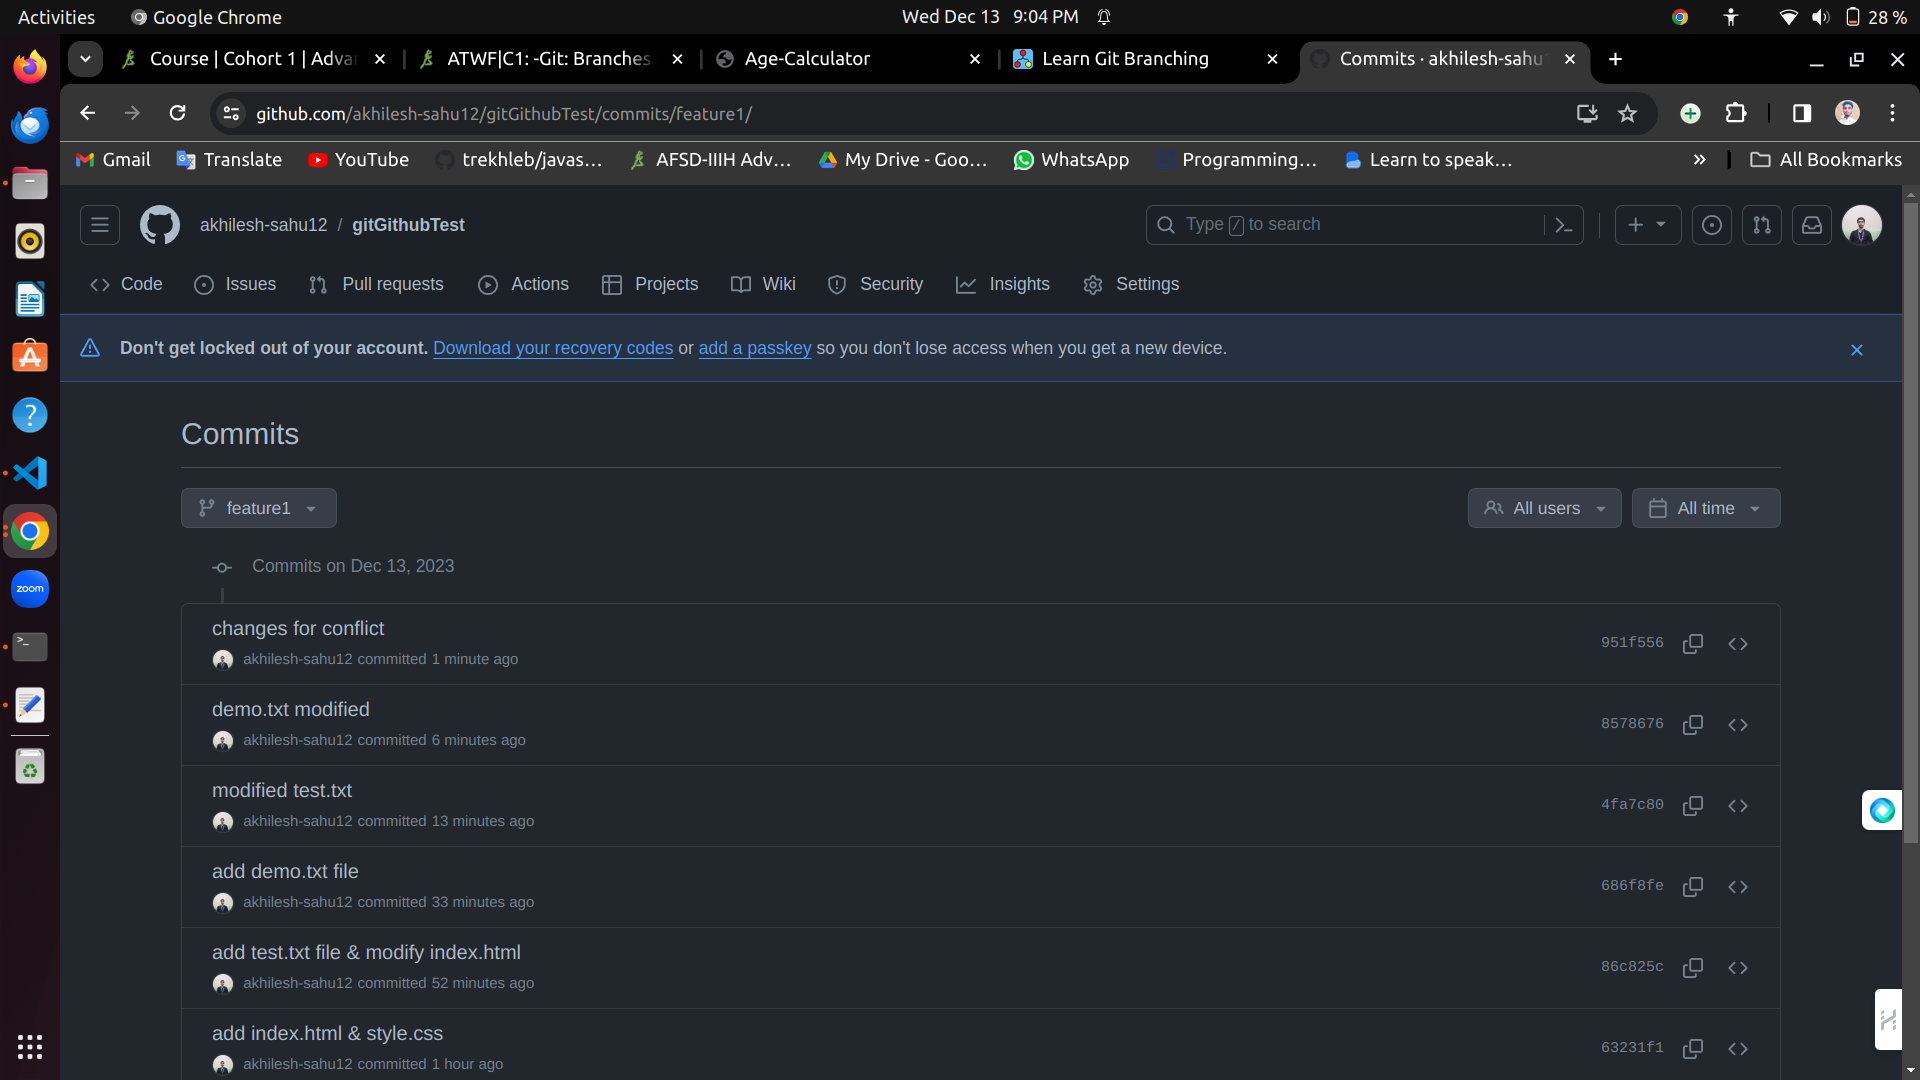 Activities Google Chrome Wed Dec 13 9:04 PM 28 %
Course | Cohort 1 | Adva ATWF|C1: -Git: Branches Age-Calculator Learn Git Branching Commits · akhilesh-sahu1
github.com/akhilesh-sahu12/gitGithubTest/commits/feature1/
Gmail Translate YouTube trekhleb/javas... AFSD-IIIH Adv... My Drive - Goo... WhatsApp Programming... Learn to speak... » All Bookmarks
akhilesh-sahu12 / gitGithubTest Type / to search
Code Issues Pull requests Actions Projects Wiki Security Insights Settings
Don't get locked out of your account. Download your recovery codes or add a passkey so you don't lose access when you get a new device.
Commits
feature1 All users All time
Commits on Dec 13, 2023
changes for conflict
951f556
akhilesh-sahu12 committed 1 minute ago
demo.txt modified
8578676
akhilesh-sahu12 committed 6 minutes ago
modified test.txt
4fa7c80
akhilesh-sahu12 committed 13 minutes ago
add demo.txt file
686f8fe
akhilesh-sahu12 committed 33 minutes ago
add test.txt file & modify index.html
86c825c
akhilesh-sahu12 committed 52 minutes ago
add index.html & style.css
63231f1
akhilesh-sahu12 committed 1 hour ago
zoom